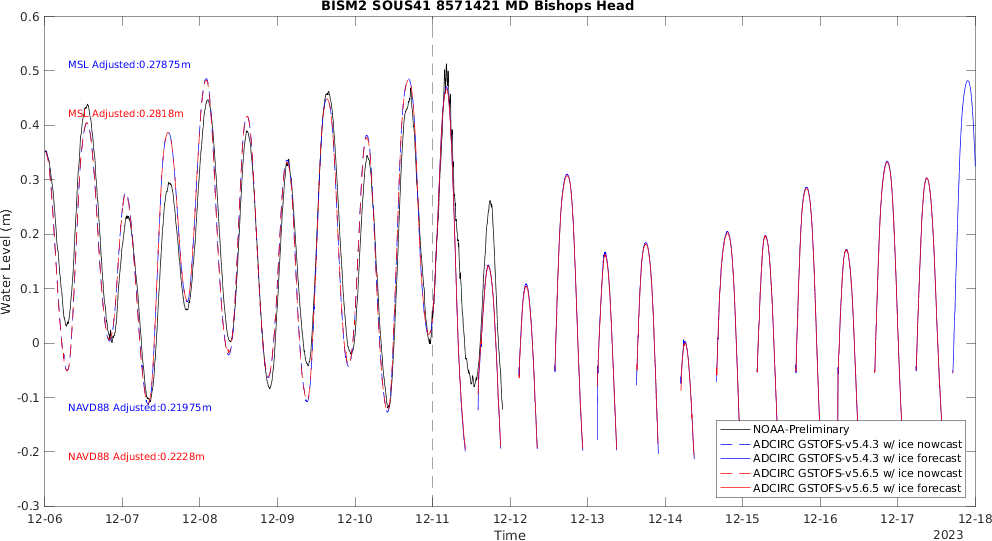 BISM2 SOUS41 8571421 MD Bishops Head
0.6
0.5
0.4
0.3
0.2
0.1
0
-0.1
-0.2
-0.3
Water Level (m)
MSL Adjusted:0.27875m
MSL Adjusted:0.2818m
NAVD88 Adjusted:0.21975m
NAVD88 Adjusted:0.2228m
NOAA-Preliminary
ADCIRC GSTOFS-v5.4.3 w/ ice nowcast
ADCIRC GSTOFS-v5.4.3 w/ ice forecast
ADCIRC GSTOFS-v5.6.5 w/ ice nowcast
ADCIRC GSTOFS-v5.6.5 w/ ice forecast
12-06 12-07 12-08 12-09 12-10 12-11 12-12 12-13 12-14 12-15 12-16 12-17 12-18
Time
2023